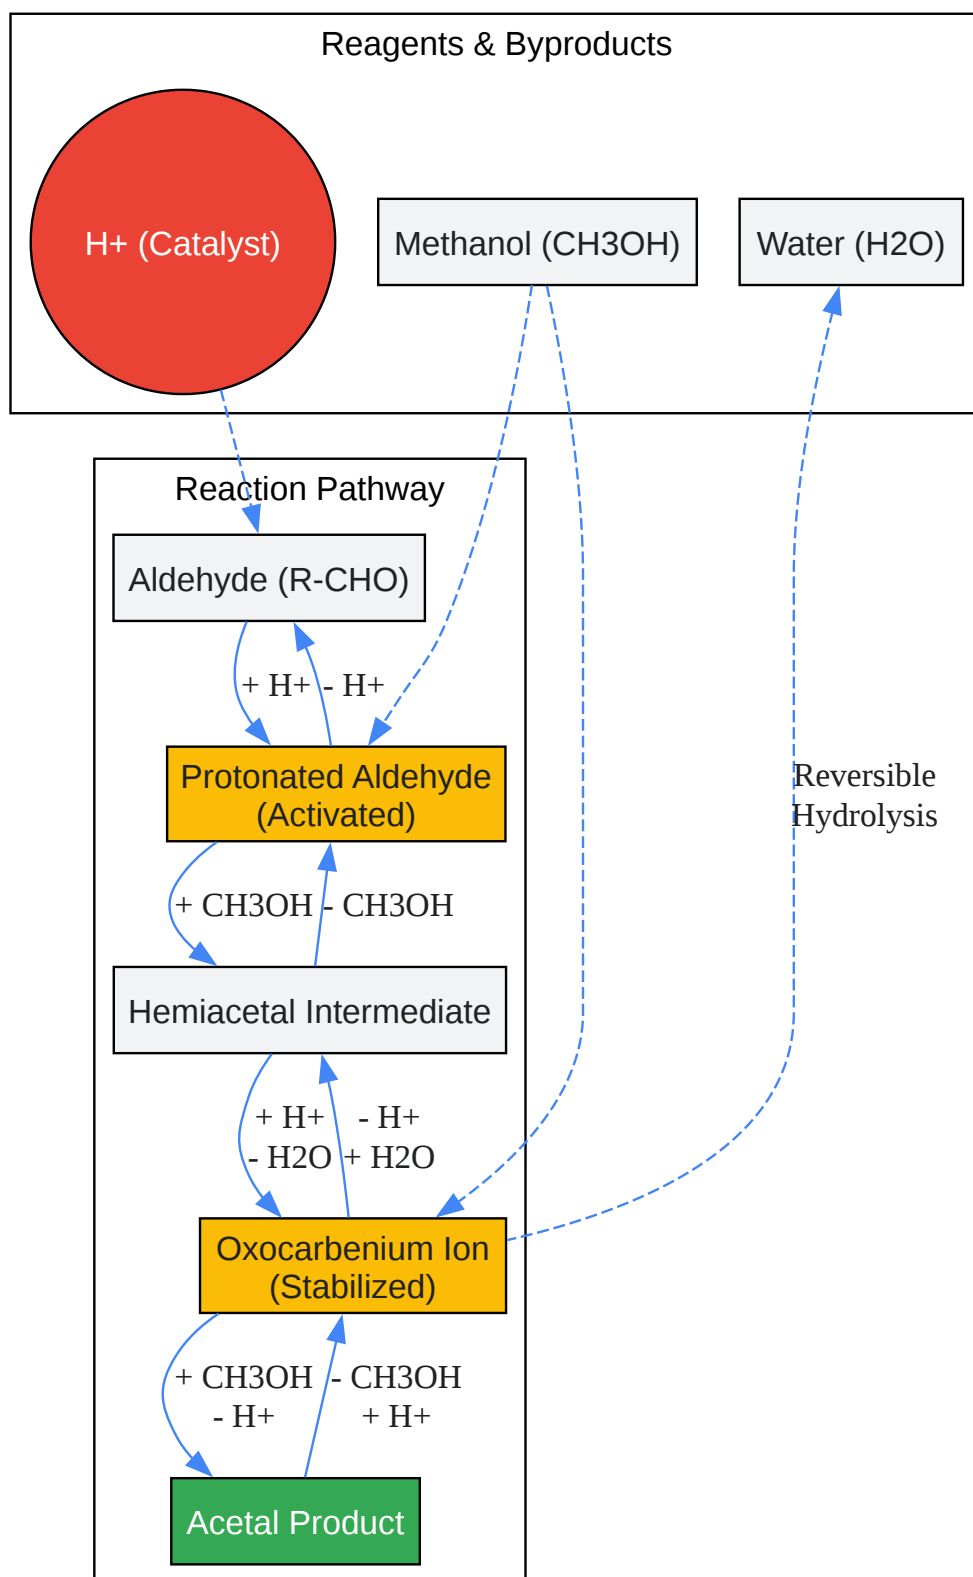 Reagents & Byproducts
H+ (Catalyst)
Methanol (CH3OH)
Water (H2O)
Reaction Pathway
Aldehyde (R-CHO)
+ H+
- H+
Protonated Aldehyde
(Activated)
Reversible
Hydrolysis
+ CH3OH
- CH3OH
Hemiacetal Intermediate
+ H+
- H2O
- H+
+ H2O
Oxocarbenium Ion
(Stabilized)
+ CH3OH
- H+
- CH3OH
+ H+
Acetal Product